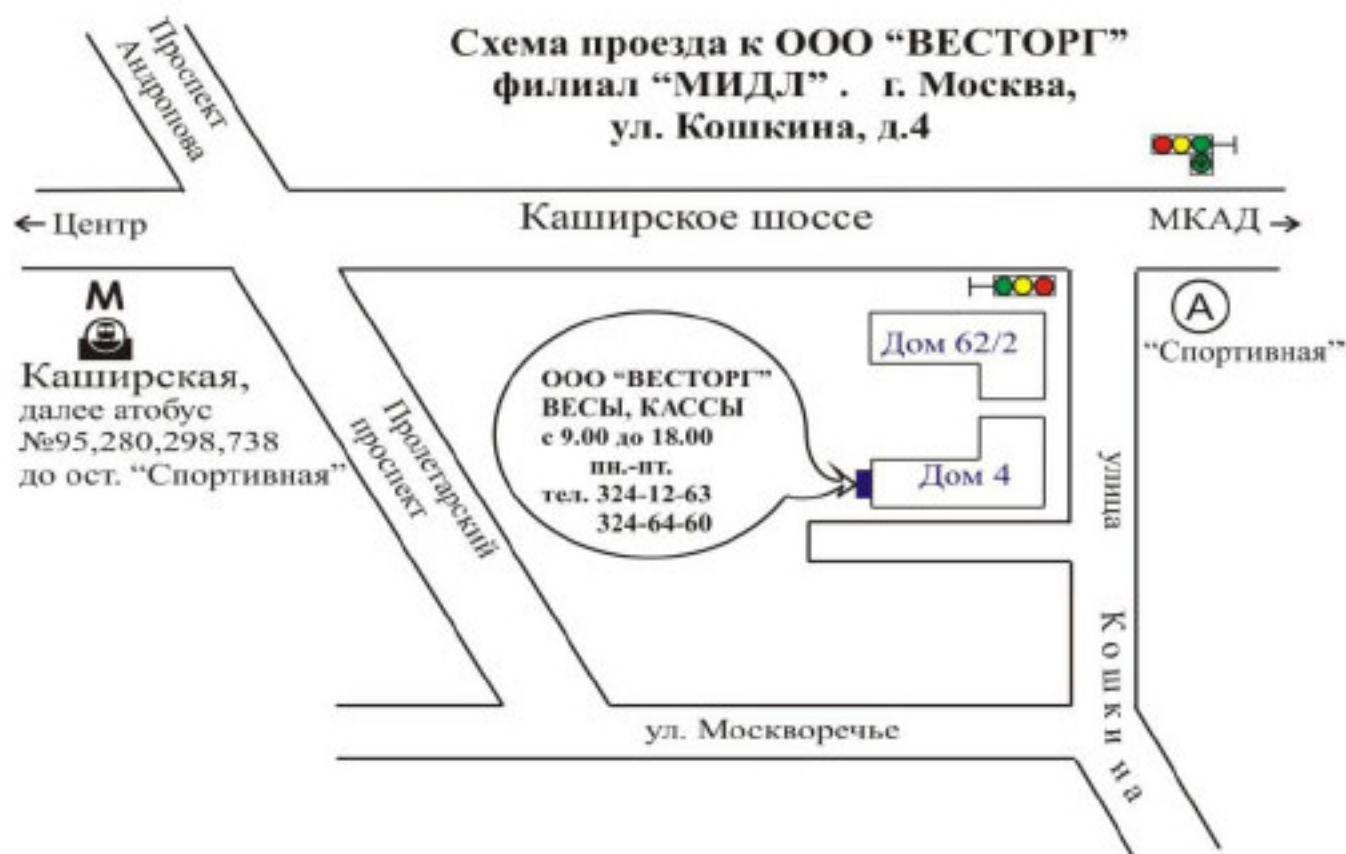 Схема проезда к ООО “ВЕСТОРГ”
филиал “МИДЛ” . г. Москва,
ул. Кошкина, д.4
Проспект
Андропова
← Центр
Каширское шоссе
МКАД →
М
Каширская,
далее атобус
№95,280,298,738
до ост. “Спортивная”
Пролетарский
проспект
ООО “ВЕСТОРГ”
ВЕСЫ, КАССЫ
с 9.00 до 18.00
пн.-пт.
тел. 324-12-63
324-64-60
Дом 62/2
Дом 4
А
“Спортивная”
улица Кошкина
ул. Москворечье